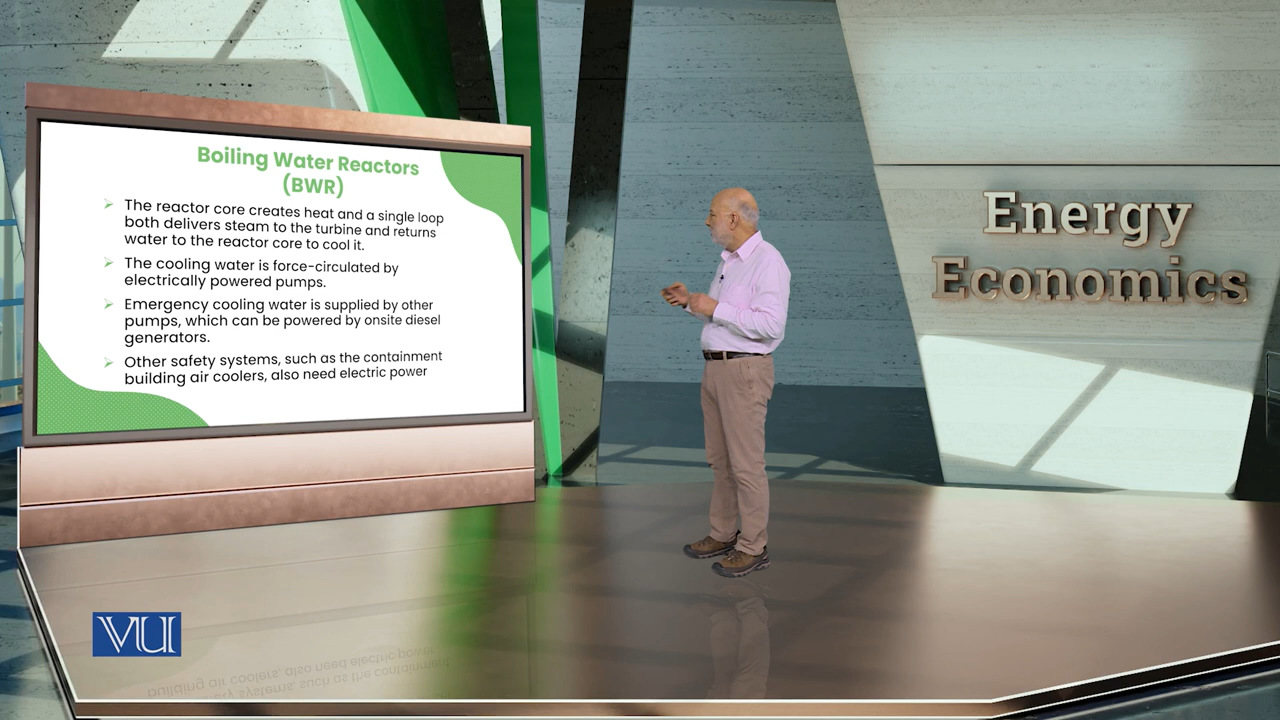 Boiling Water Reactors
(BWR)
The reactor core creates heat and a single loop
both delivers steam to the turbine and returns
water to the reactor core to cool it.
The cooling water is force-circulated by
electrically powered pumps.
Emergency cooling water is supplied by other
pumps, which can be powered by onsite diesel
generators.
Other safety systems, such as the containment
building air coolers, also need electric power
Energy
Economics
VU